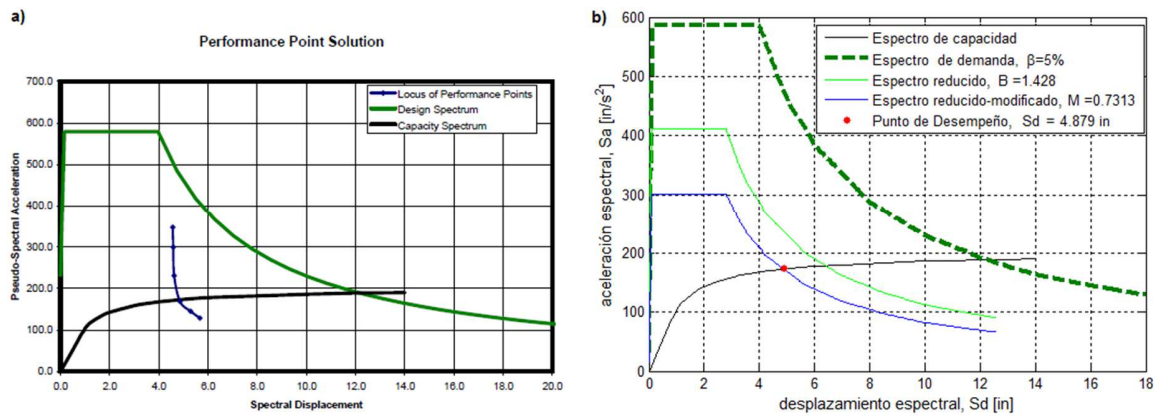 a)
Performance Point Solution
Pseudo-Spectral Acceleration
700.0
600.0
500.0
400.0
300.0
200.0
100.0
0.0
Locus of Performance Points
Design Spectrum
Capacity Spectrum
0.0 2.0 4.0 6.0 8.0 10.0 12.0 14.0 16.0 18.0 20.0
Spectral Displacement
b)
aceleración espectral, Sa [in/s²]
600
500
400
300
200
100
0
Espectro de capacidad
Espectro de demanda, β=5%
Espectro reducido, B =1.428
Espectro reducido-modificado, M =0.7313
Punto de Desempeño, Sd = 4.879 in
0 2 4 6 8 10 12 14 16 18
desplazamiento espectral, Sd [in]